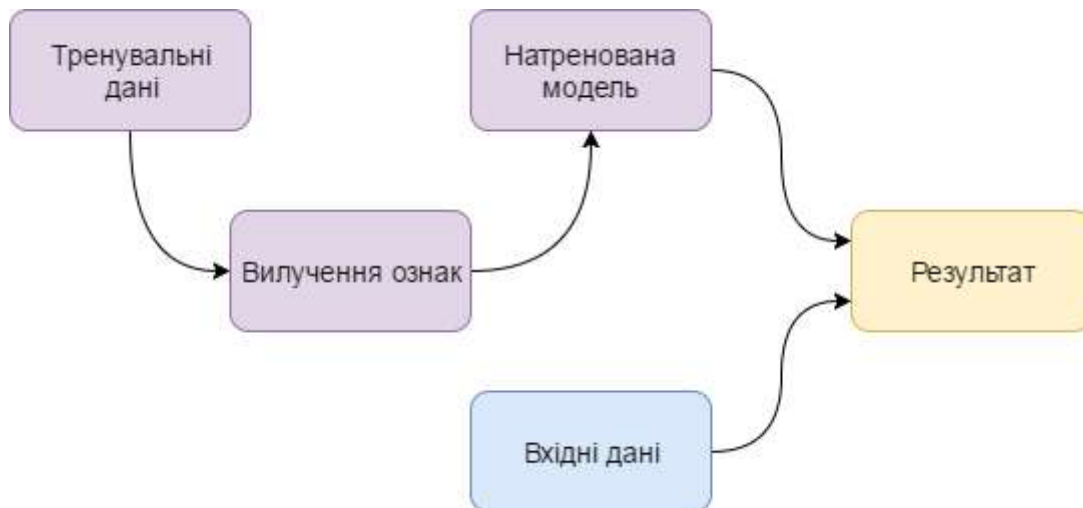 Тренувальні
дані
Натренована
модель
Вилучення ознак
Результат
Вхідні дані